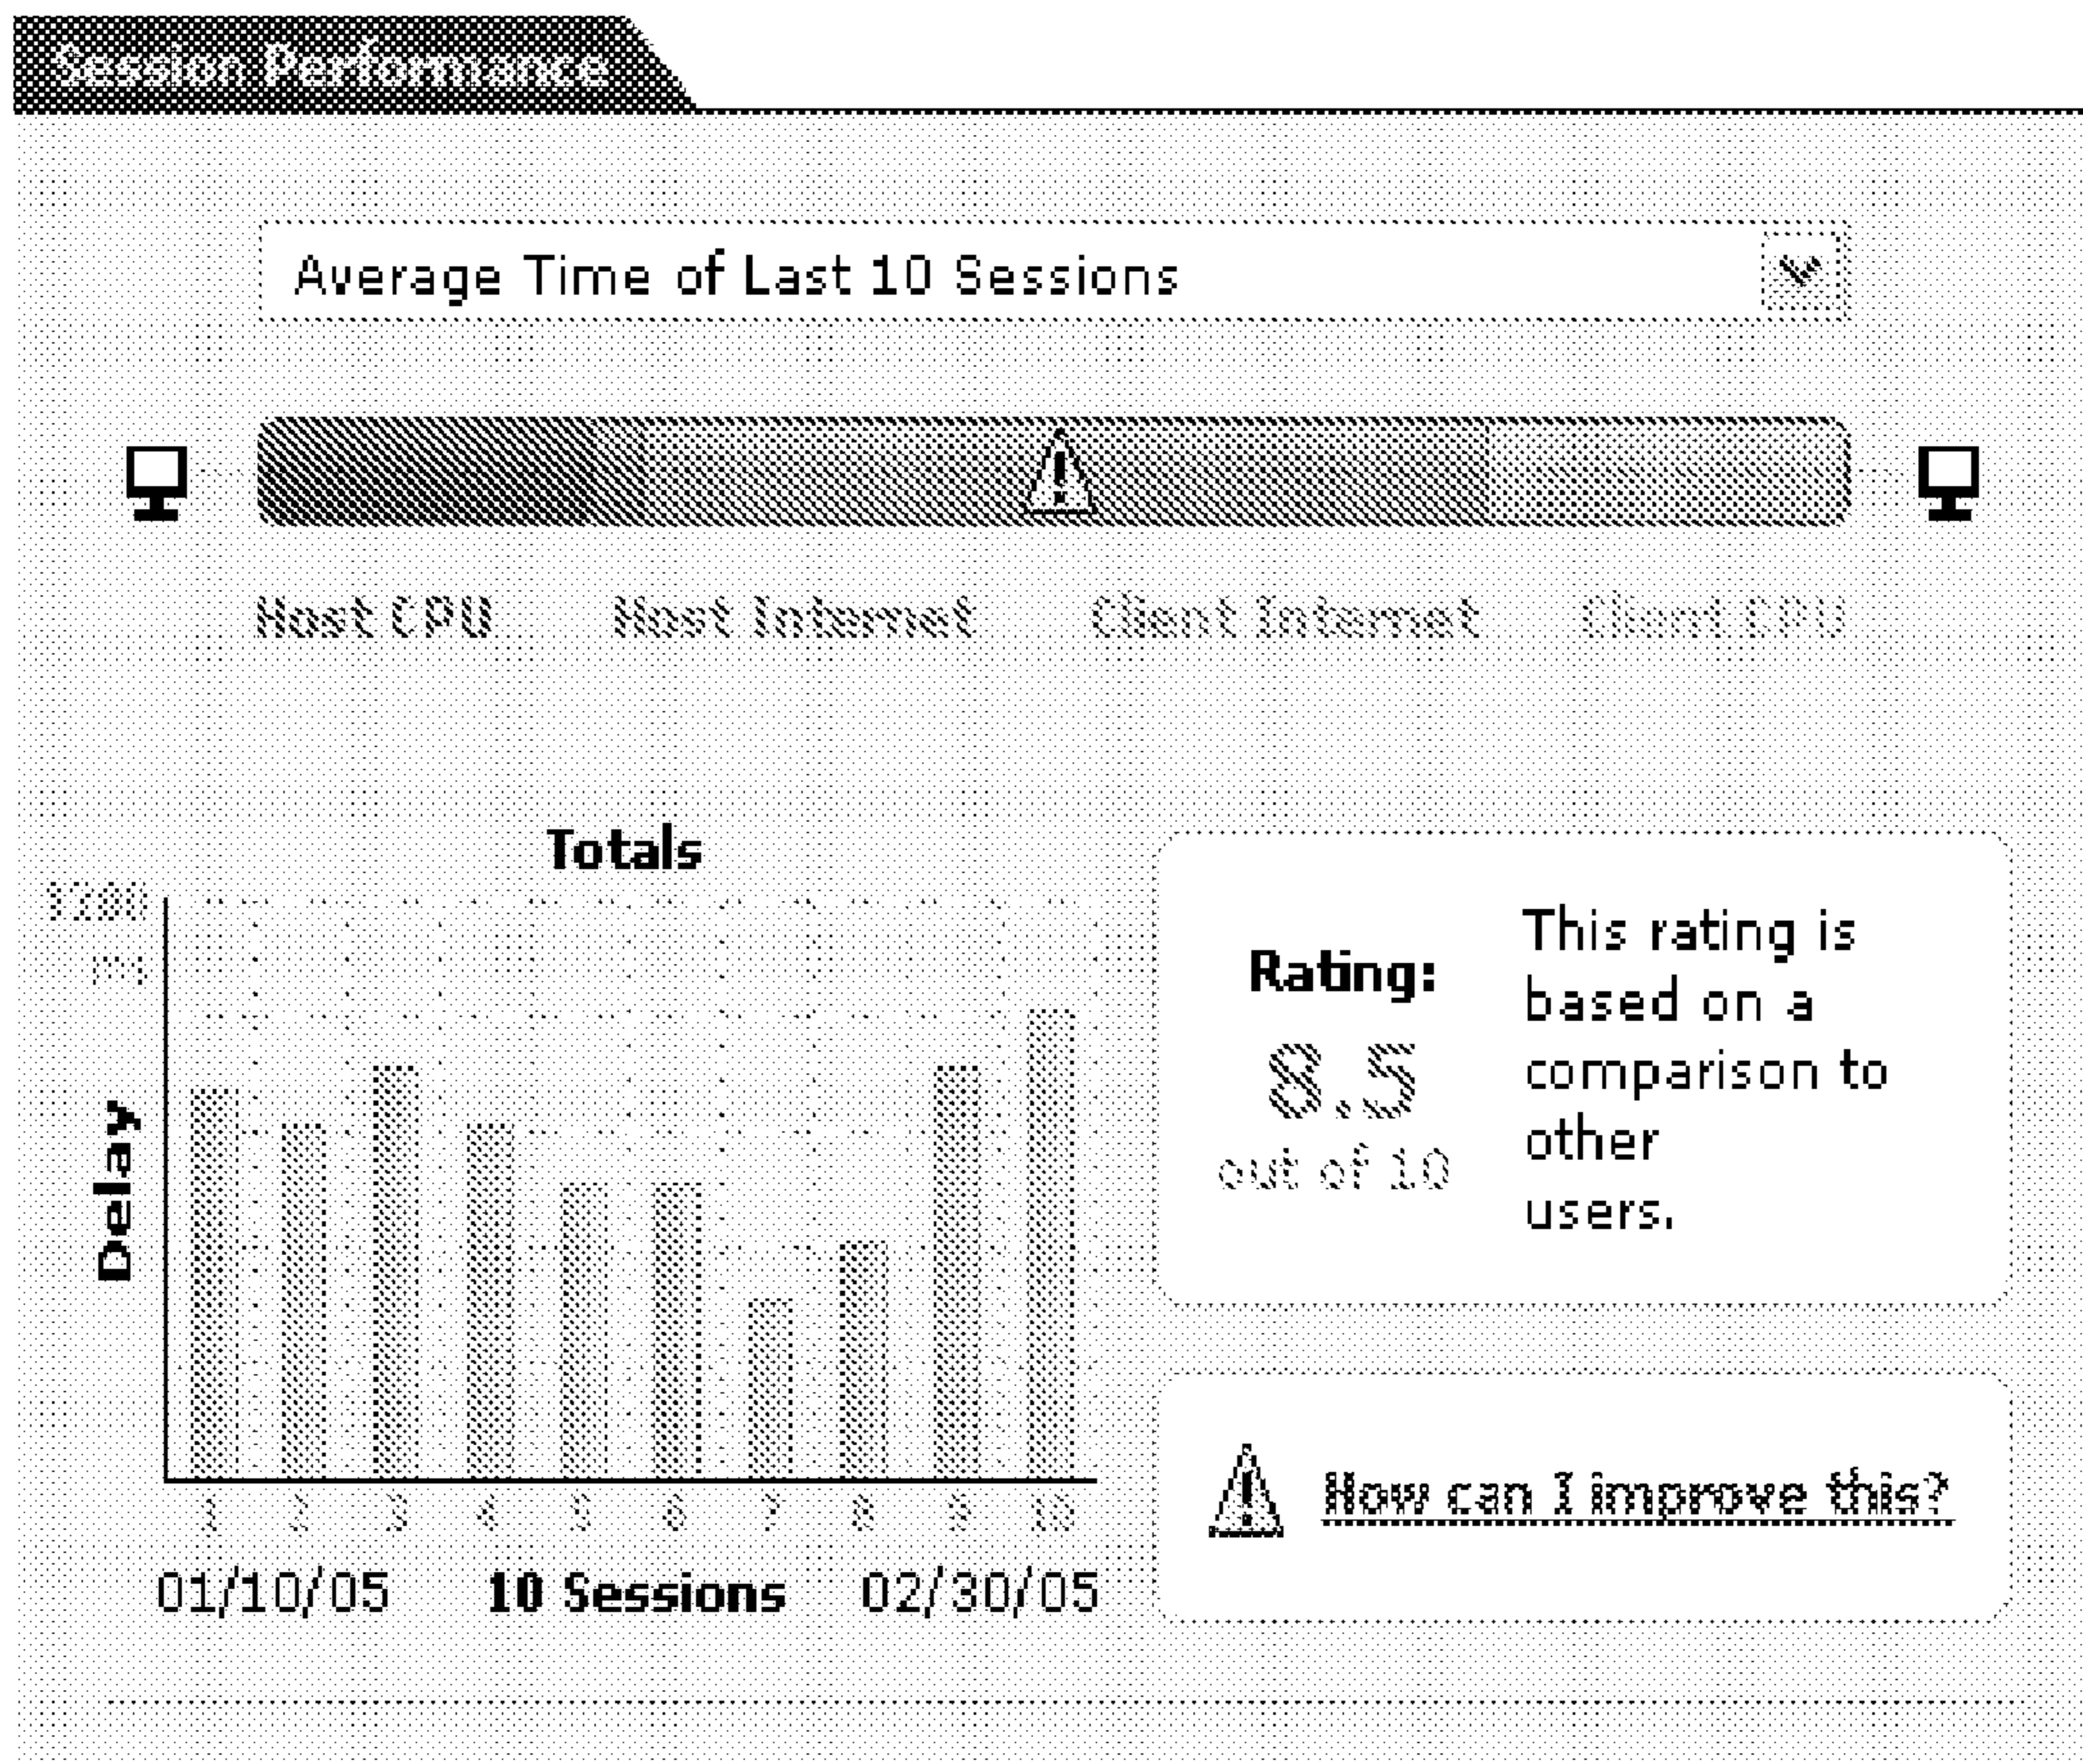 Session Performance
Average Time of Last 10 Sessions
Host CPU Host Internet Client Internet Client CPU
Totals
Delay
1 2 3 4 5 6 7 8 9 10
01/10/05 10 Sessions 02/30/05
Rating:
8.5
out of 10
This rating is
based on a
comparison to
other
users.
How can I improve this?